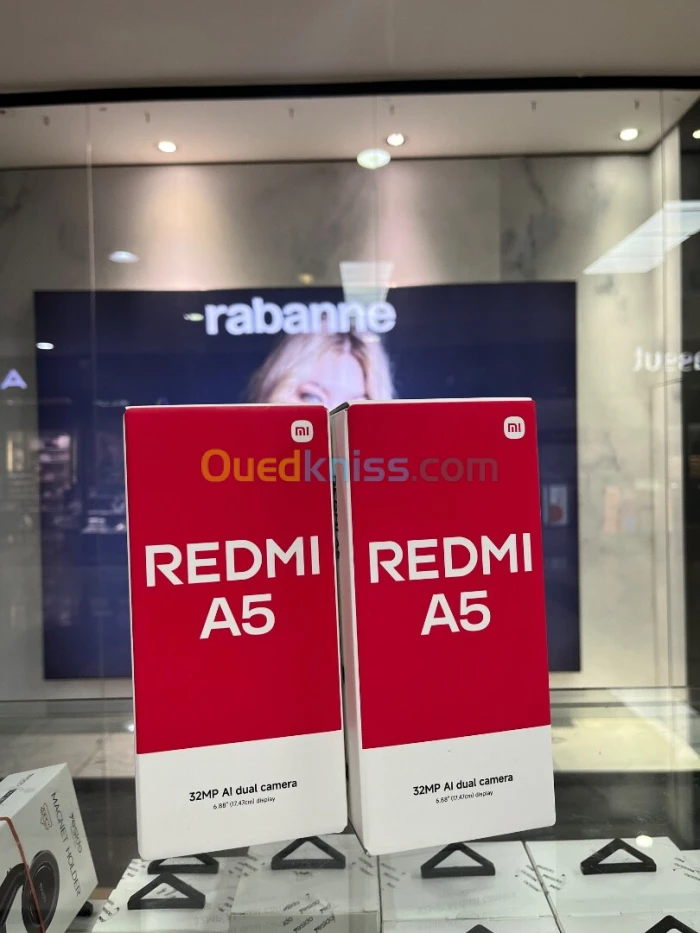 rabanne
A
Ouedkniss.com
mi
REDMI
A5
32MP AI dual camera
6.88" (17.47cm) display
mi
REDMI
A5
32MP AI dual camera
6.88" (17.47cm) display
MAGNET HOLDER